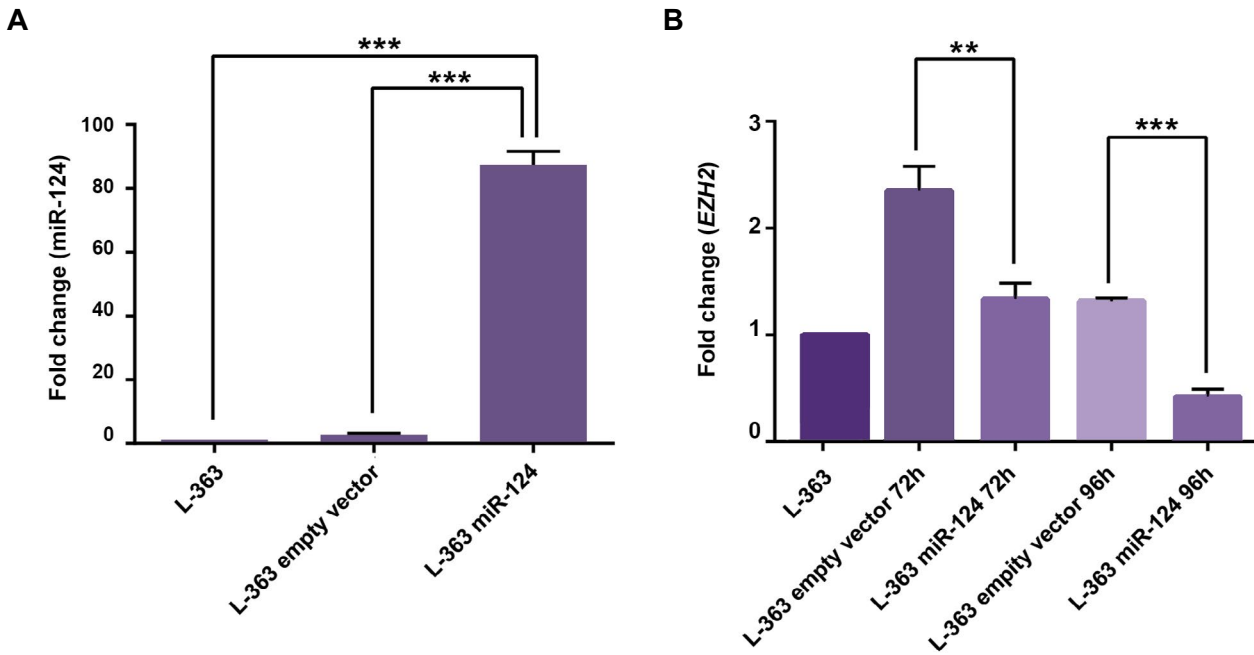 A
***
***
100
80
60
40
20
0
Fold change (miR-124)
L-363
L-363 empty vector
L-363 miR-124
B
**
***
3
2
1
0
Fold change (EZH2)
L-363
L-363 empty vector 72h
L-363 miR-124 72h
L-363 empity vector 96h
L-363 miR-124 96h